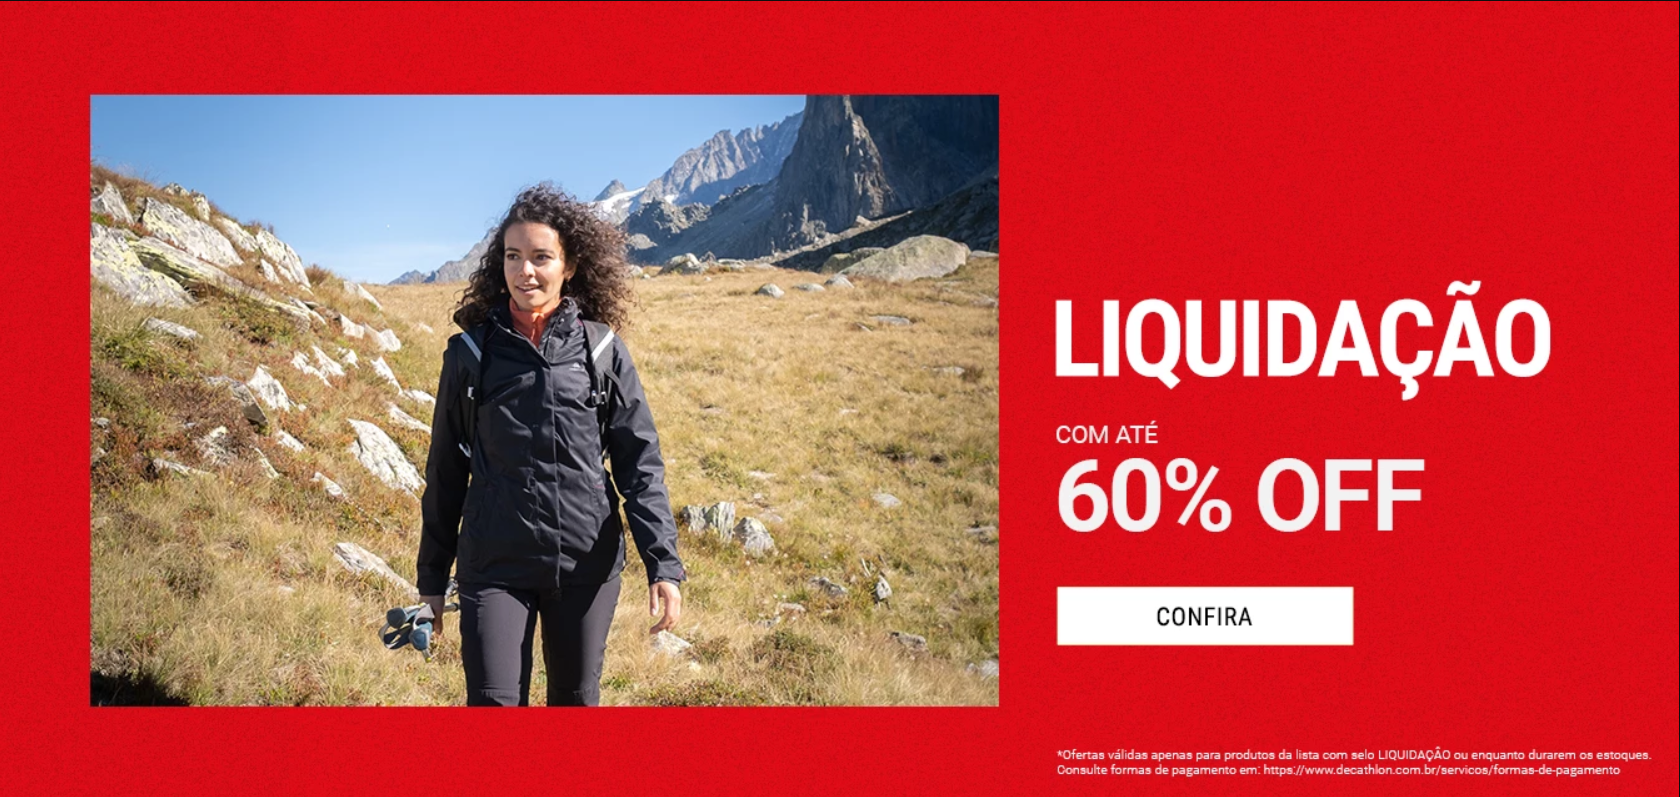 LIQUIDAÇÃO
COM ATÉ
60% OFF
CONFIRA
*Ofertas válidas apenas para produtos da lista com selo LIQUIDAÇÃO ou enquanto durarem os estoques.
Consulte formas de pagamento em: https://www.decathlon.com.br/servicos/formas-de-pagamento